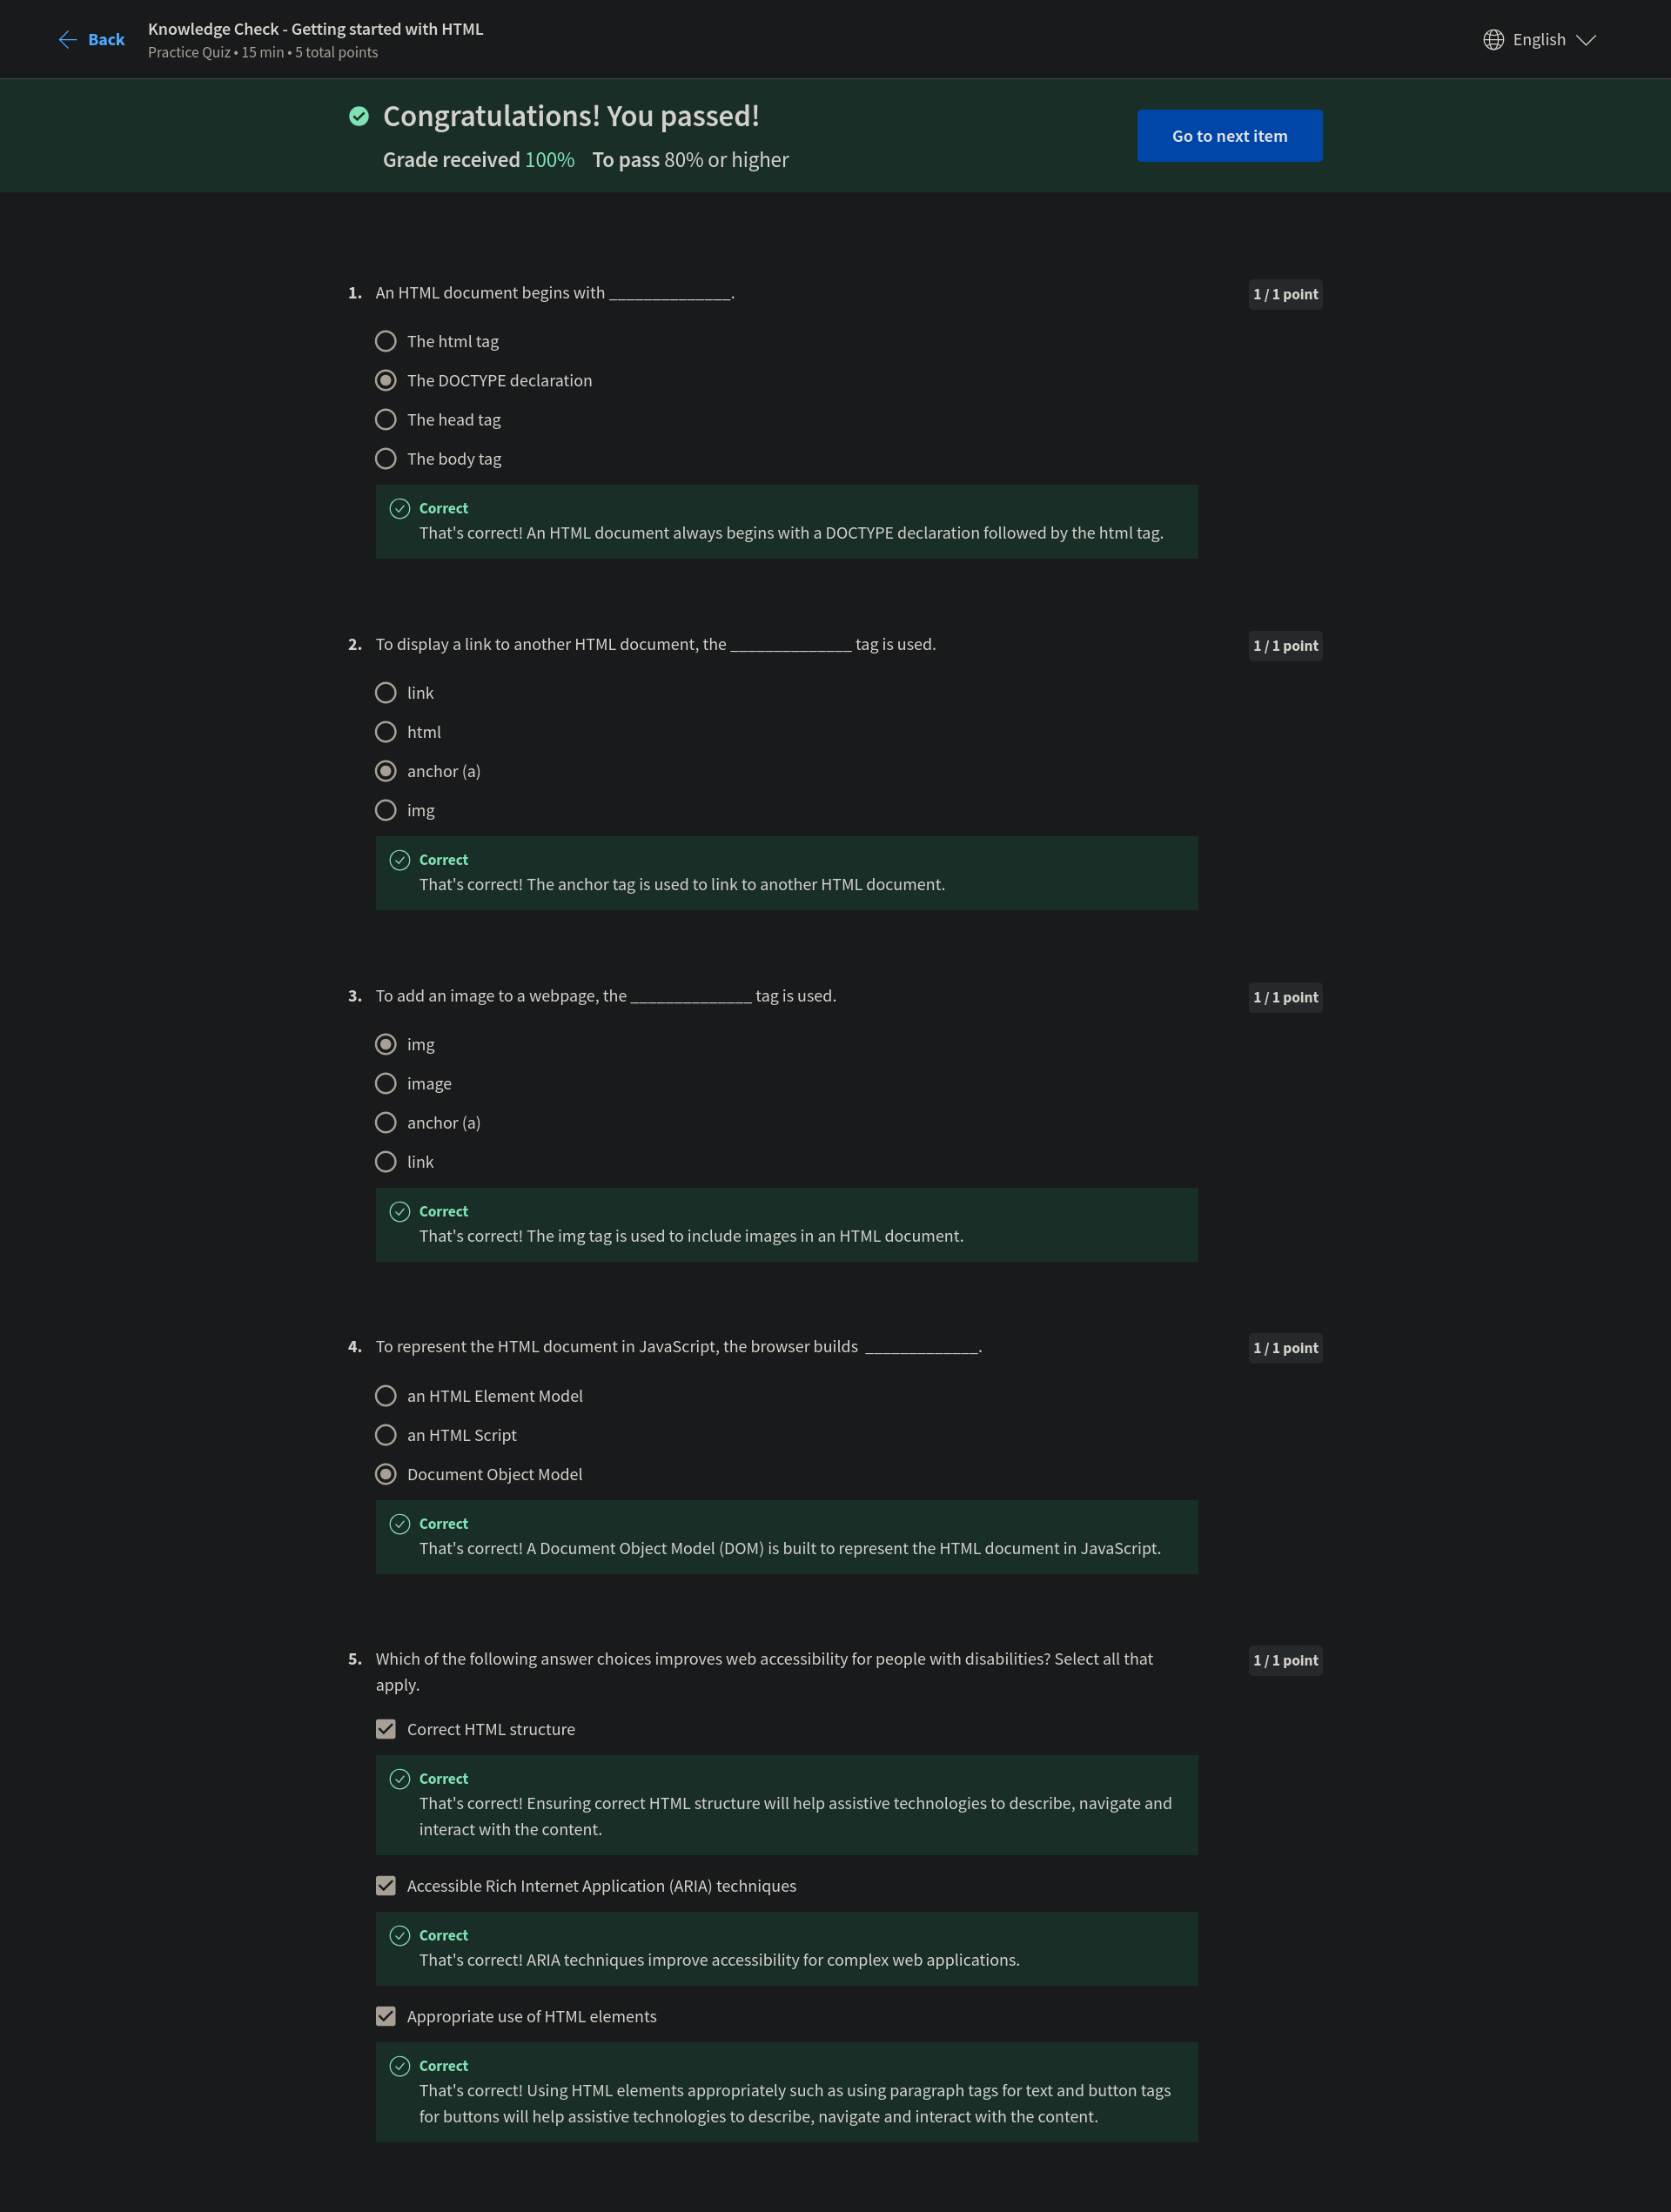 Back
Knowledge Check - Getting started with HTML
Practice Quiz • 15 min • 5 total points
English
Congratulations! You passed!
Grade received 100% To pass 80% or higher
Go to next item
1. An HTML document begins with ______________.
1 / 1 point
The html tag
The DOCTYPE declaration
The head tag
The body tag
Correct
That's correct! An HTML document always begins with a DOCTYPE declaration followed by the html tag.
2. To display a link to another HTML document, the ______________ tag is used.
1 / 1 point
link
html
anchor (a)
img
Correct
That's correct! The anchor tag is used to link to another HTML document.
3. To add an image to a webpage, the ______________ tag is used.
1 / 1 point
img
image
anchor (a)
link
Correct
That's correct! The img tag is used to include images in an HTML document.
4. To represent the HTML document in JavaScript, the browser builds _____________.
1 / 1 point
an HTML Element Model
an HTML Script
Document Object Model
Correct
That's correct! A Document Object Model (DOM) is built to represent the HTML document in JavaScript.
5. Which of the following answer choices improves web accessibility for people with disabilities? Select all that
apply.
1 / 1 point
Correct HTML structure
Correct
That's correct! Ensuring correct HTML structure will help assistive technologies to describe, navigate and
interact with the content.
Accessible Rich Internet Application (ARIA) techniques
Correct
That's correct! ARIA techniques improve accessibility for complex web applications.
Appropriate use of HTML elements
Correct
That's correct! Using HTML elements appropriately such as using paragraph tags for text and button tags
for buttons will help assistive technologies to describe, navigate and interact with the content.